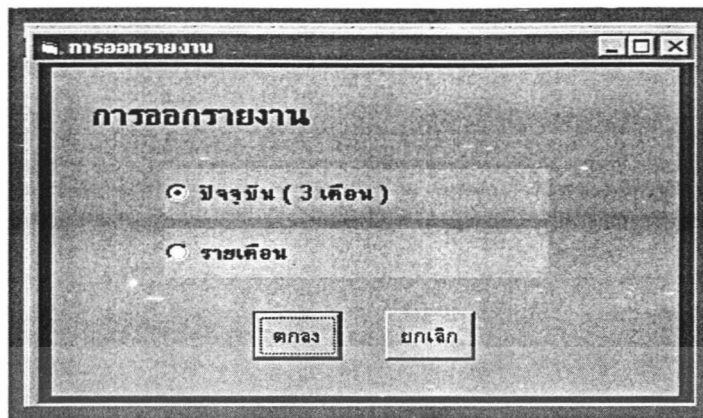 การออกรายงาน
การออกรายงาน
ปัจจุบัน ( 3 เดือน )
รายเดือน
ตกลง
ยกเลิก